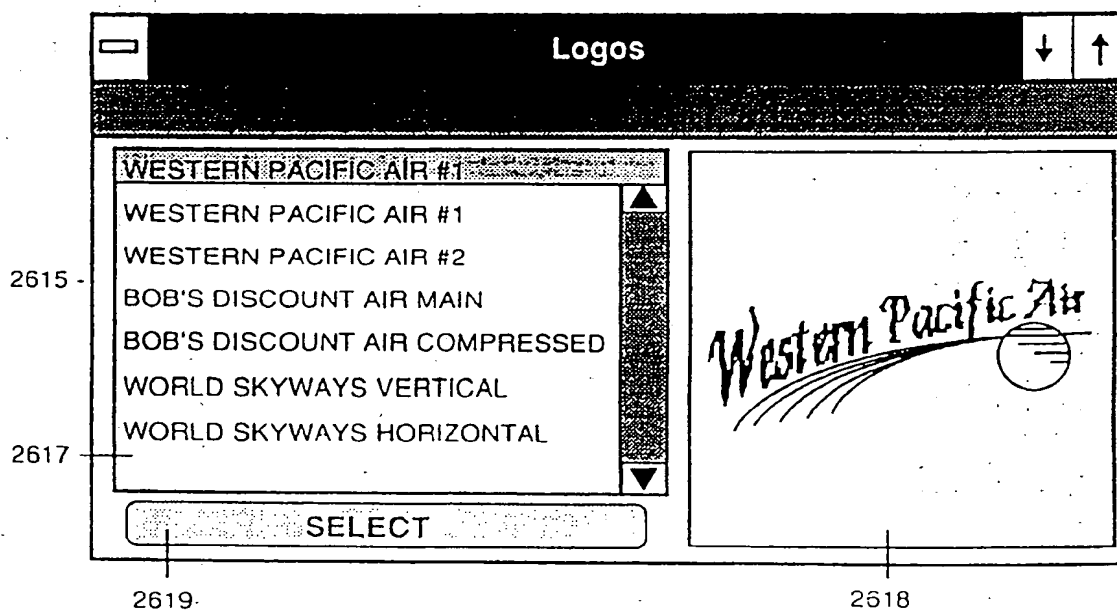 Logos
WESTERN PACIFIC AIR #1
WESTERN PACIFIC AIR #1
WESTERN PACIFIC AIR #2
BOB'S DISCOUNT AIR MAIN
BOB'S DISCOUNT AIR COMPRESSED
WORLD SKYWAYS VERTICAL
WORLD SKYWAYS HORIZONTAL
SELECT
Western Pacific Air
2615
2617
2619
2618